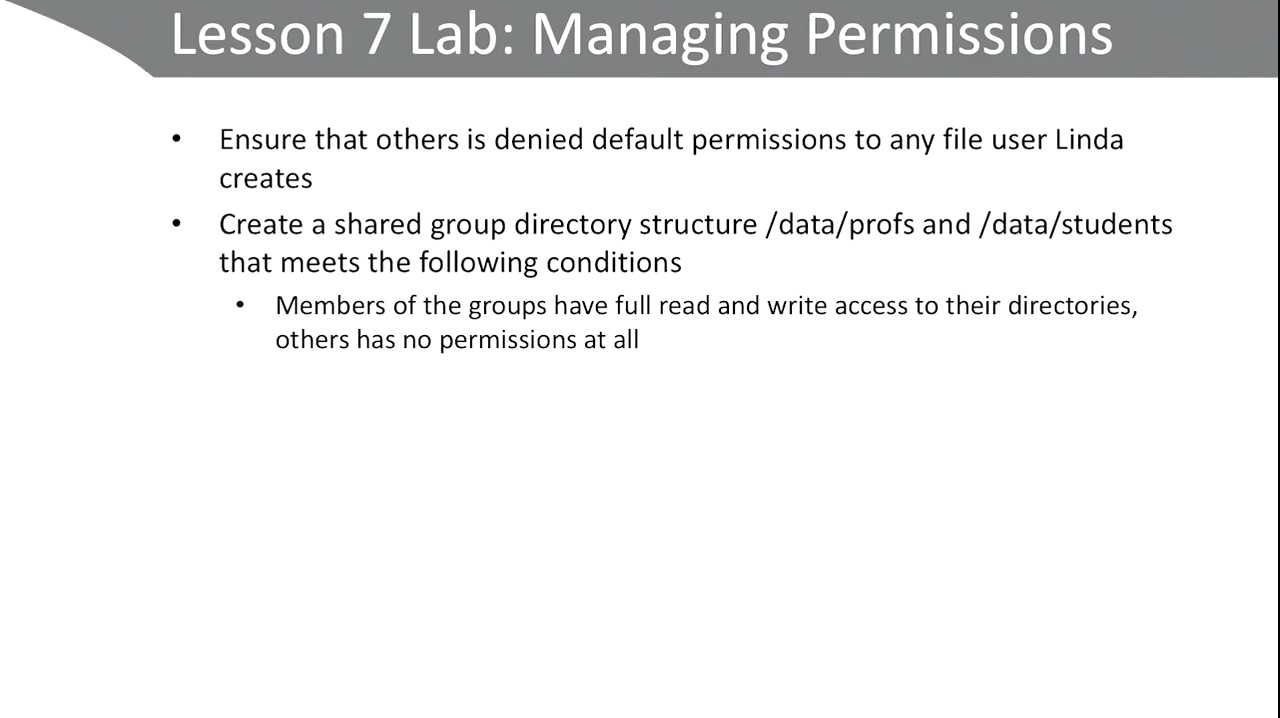 Lesson 7 Lab: Managing Permissions
• Ensure that others is denied default permissions to any file user Linda
creates
• Create a shared group directory structure /data/profs and /data/students
that meets the following conditions
• Members of the groups have full read and write access to their directories,
others has no permissions at all